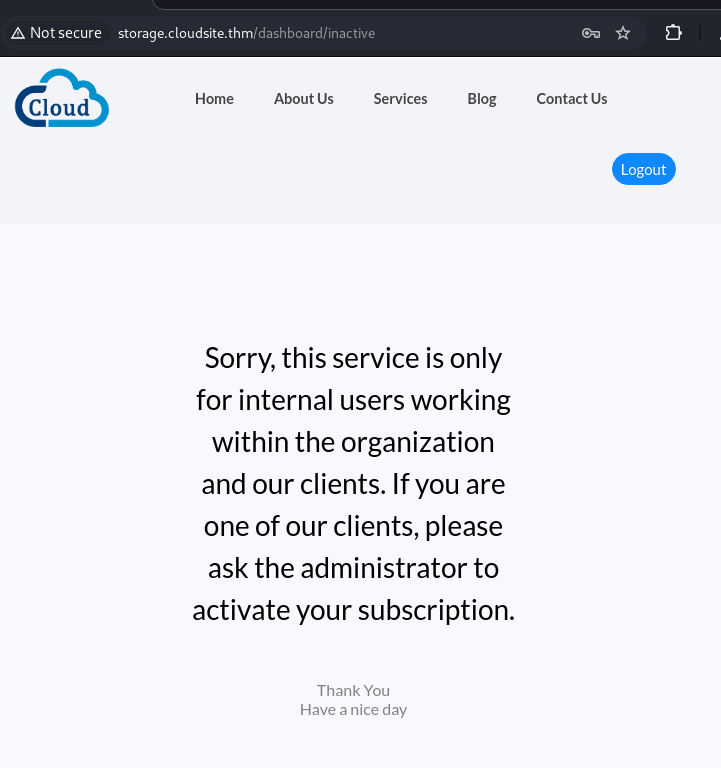 Not secure storage.cloudsite.thm/dashboard/inactive
Cloud
Home About Us Services Blog Contact Us
Logout
Sorry, this service is only
for internal users working
within the organization
and our clients. If you are
one of our clients, please
ask the administrator to
activate your subscription.
Thank You
Have a nice day